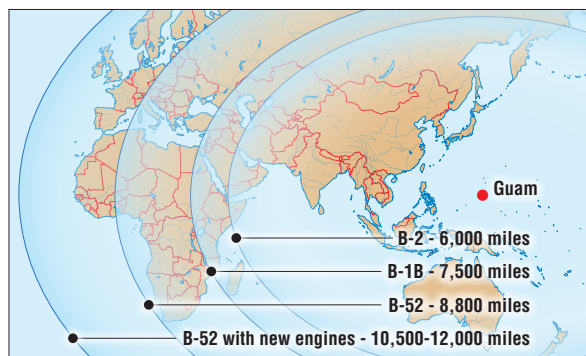 Guam
B-2 - 6,000 miles
B-1B - 7,500 miles
B-52 - 8,800 miles
B-52 with new engines - 10,500-12,000 miles